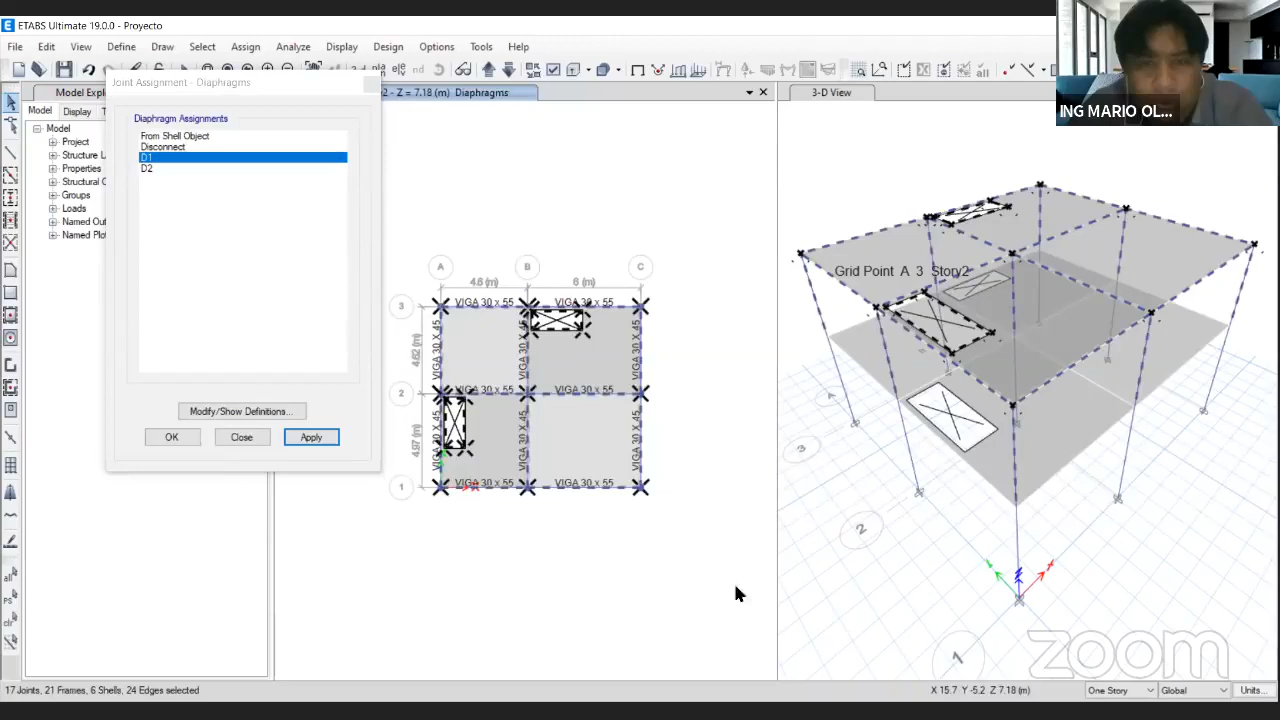 ETABS Ultimate 19.0.0 - Proyecto
File Edit View Define Draw Select Assign Analyze Display Design Options Tools Help
ING MARIO OL...
Model Expl
Joint Assignment - Diaphragms
y2 - Z = 7.18 (m) Diaphragms
3-D View
Model Display T
Model
Project
Structure L
Properties
Structural O
Groups
Loads
Named Out
Named Plot
Diaphragm Assignments
From Shell Object
Disconnect
D1
D2
Modify/Show Definitions...
OK Close Apply
A B C
4.6 (m) 6 (m)
3 VIGA 30 x 55 VIGA 30 x 55
4.62 (m) VIGA 30 X 45 VIGA 30 X 45 VIGA 30 X 45
2 VIGA 30 x 55 VIGA 30 x 55
4.97 (m) VIGA 30 X 45 VIGA 30 X 45 VIGA 30 X 45
1 VIGA 30 x 55 VIGA 30 x 55
Grid Point A 3 Story2
3
2
1
zoom
17 Joints, 21 Frames, 6 Shells, 24 Edges selected
X 15.7 Y -5.2 Z 7.18 (m)
One Story
Global
Units...